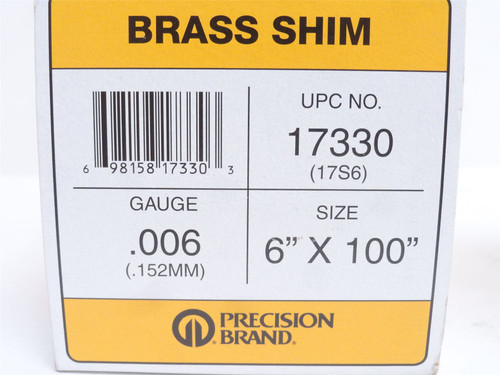 BRASS SHIM
6 98158 17330 3
UPC NO.
17330
(17S6)
GAUGE
.006
(.152MM)
SIZE
6” X 100”
PRECISION
BRAND.